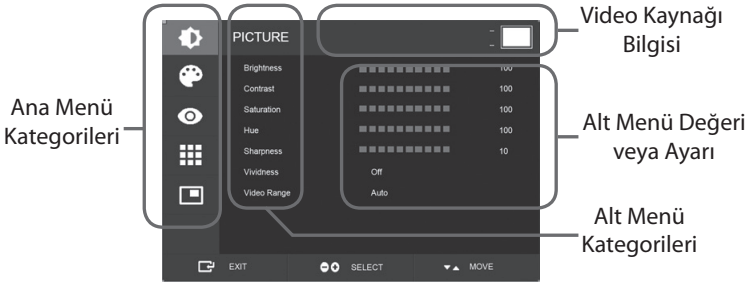 Video Kaynağı
Bilgisi
PICTURE
Brightness 100
Contrast 100
Saturation 100
Hue 100
Sharpness 10
Vividness Off
Video Range Auto
EXIT SELECT MOVE
Ana Menü
Kategorileri
Alt Menü Değeri
veya Ayarı
Alt Menü
Kategorileri